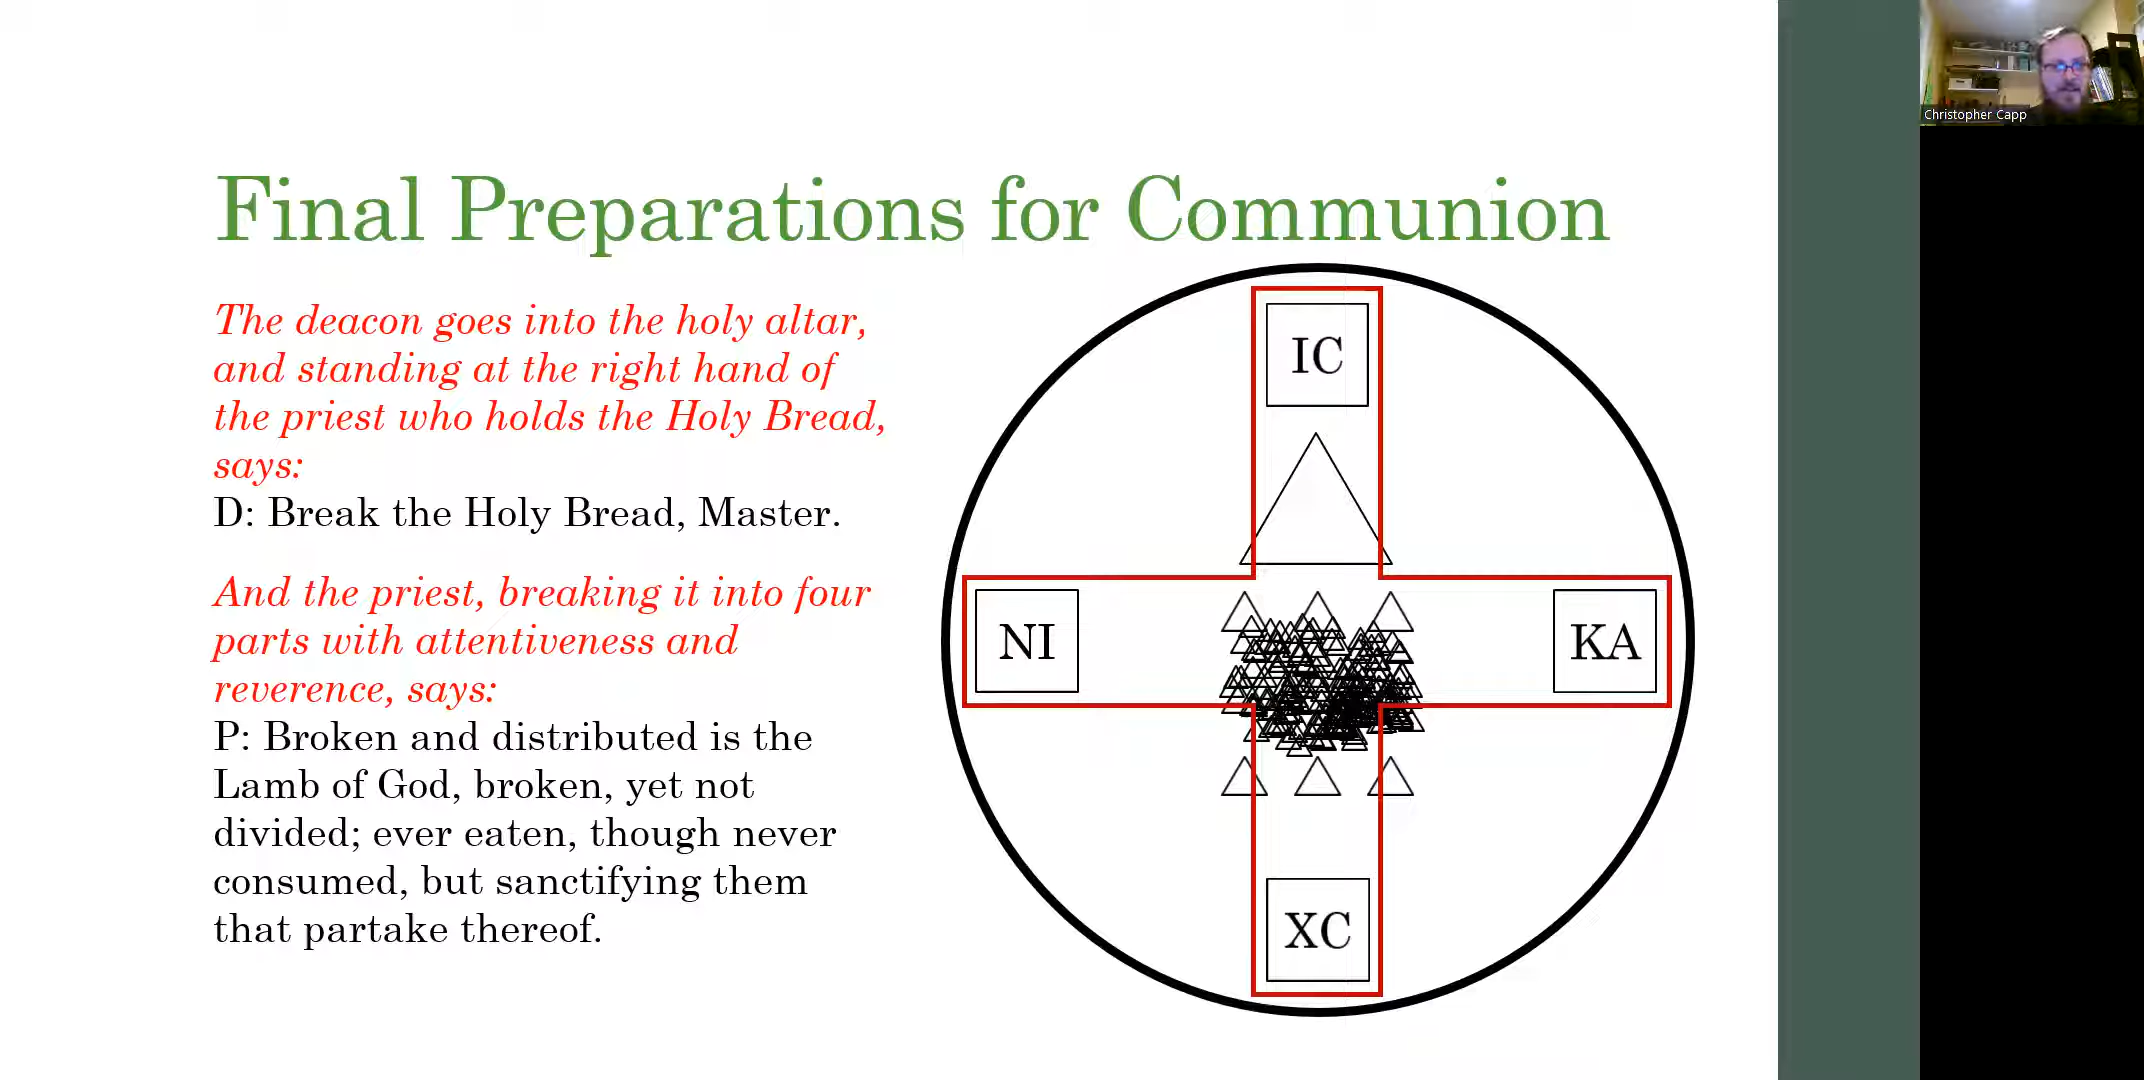 Final Preparations for Communion
The deacon goes into the holy altar,
and standing at the right hand of
the priest who holds the Holy Bread,
says:
D: Break the Holy Bread, Master.
And the priest, breaking it into four
parts with attentiveness and
reverence, says:
P: Broken and distributed is the
Lamb of God, broken, yet not
divided; ever eaten, though never
consumed, but sanctifying them
that partake thereof.
IC
NI
KA
XC
Christopher Capp